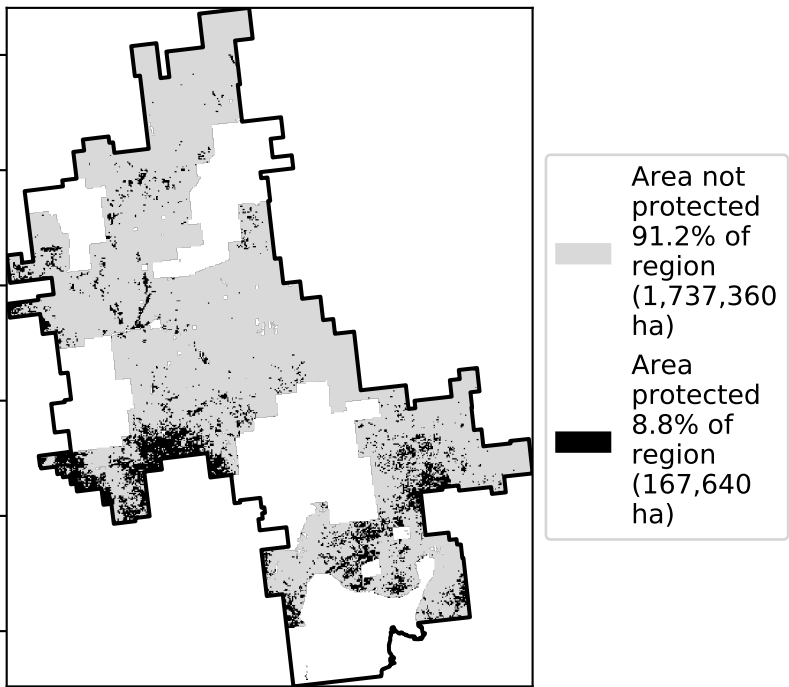 Area not
protected
91.2% of
region
(1,737,360
ha)
Area
protected
8.8% of
region
(167,640
ha)